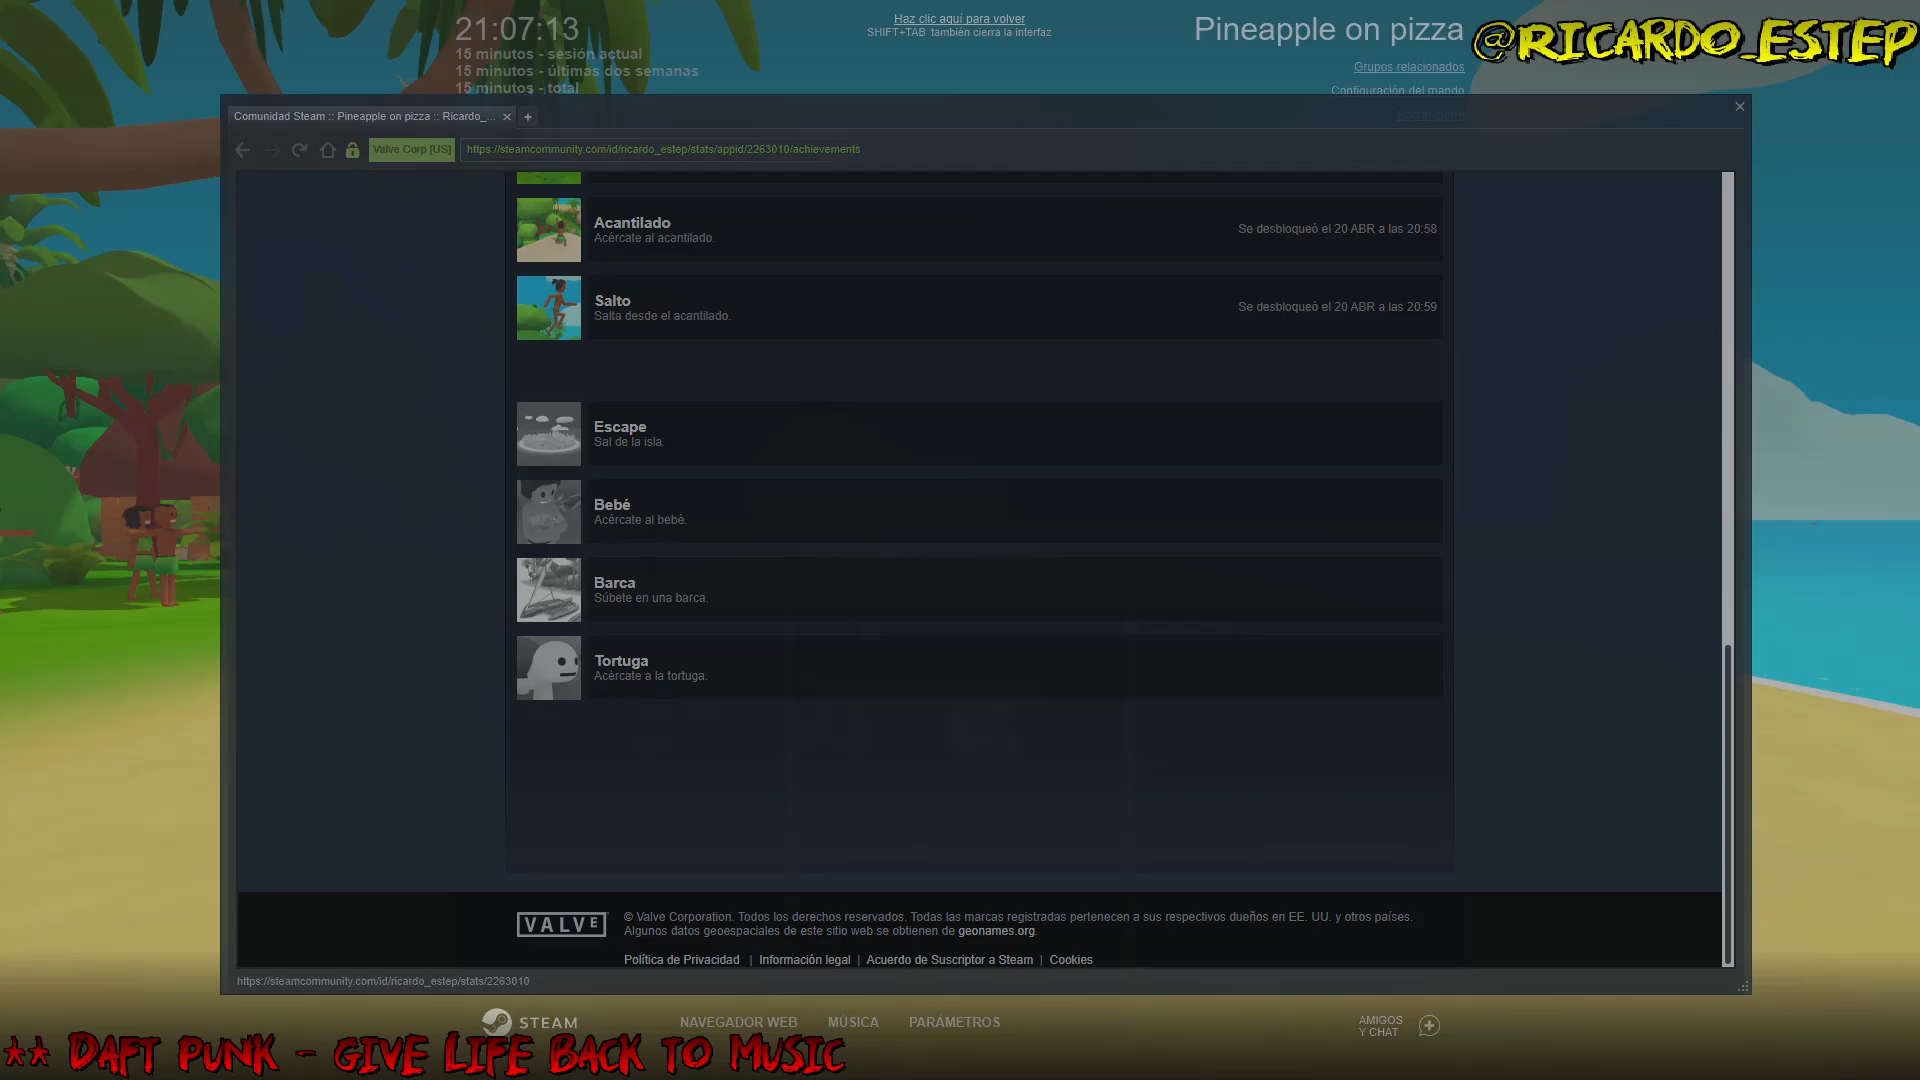 21:07:13
15 minutos - sesión actual
15 minutos - últimas dos semanas
15 minutos - total
Haz clic aquí para volver
SHIFT+TAB también cierra la interfaz
Pineapple on pizza
Grupos relacionados
Configuración del mando
@RICARDO_ESTEP
Comunidad Steam :: Pineapple on pizza :: Ricardo_...
Valve Corp [US]
https://steamcommunity.com/id/ricardo_estep/stats/appid/2263010/achievements
Acantilado
Acércate al acantilado.
Se desbloqueó el 20 ABR a las 20:58
Salto
Salta desde el acantilado.
Se desbloqueó el 20 ABR a las 20:59
Escape
Sal de la isla.
Bebé
Acércate al bebé.
Barca
Súbete en una barca.
Tortuga
Acércate a la tortuga.
VALVE
© Valve Corporation. Todos los derechos reservados. Todas las marcas registradas pertenecen a sus respectivos dueños en EE. UU. y otros países.
Algunos datos geoespaciales de este sitio web se obtienen de geonames.org.
Política de Privacidad | Información legal | Acuerdo de Suscriptor a Steam | Cookies
https://steamcommunity.com/id/ricardo_estep/stats/2263010
STEAM
NAVEGADOR WEB
MÚSICA
PARÁMETROS
AMIGOS
Y CHAT
** DAFT PUNK - GIVE LIFE BACK TO MUSIC